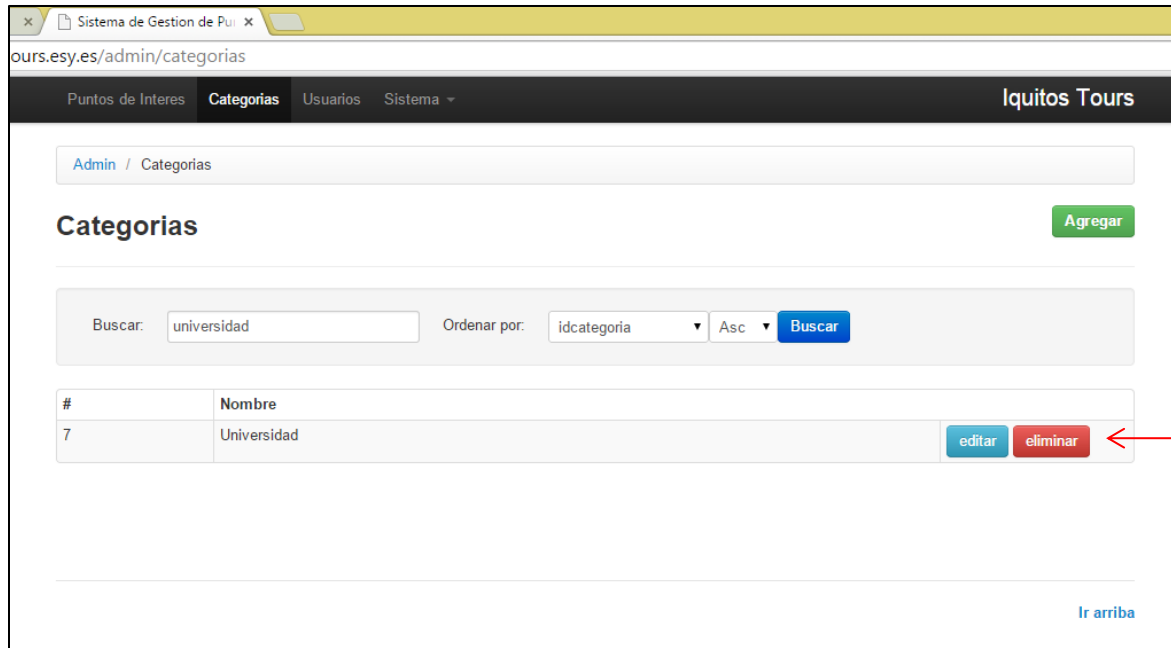 Sistema de Gestion de Pu
ours.esy.es/admin/categorias
Puntos de Interes Categorias Usuarios Sistema Iquitos Tours
Admin / Categorias
Categorias Agregar
Buscar: universidad Ordenar por: idcategoria Asc Buscar
# Nombre
7 Universidad editar eliminar
Ir arriba